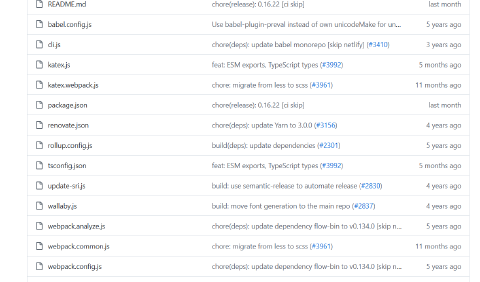 README.md chore(release): 0.16.22 [ci skip] last month
babel.config.js Use babel-plugin-preval instead of own unicodeMake for un... 5 years ago
cli.js chore(deps): update babel monorepo [skip netlify] (#3410) 3 years ago
katex.js feat: ESM exports, TypeScript types (#3992) 5 months ago
katex.webpack.js chore: migrate from less to scss (#3961) 11 months ago
package.json chore(release): 0.16.22 [ci skip] last month
renovate.json chore(deps): update Yarn to 3.0.0 (#3156) 4 years ago
rollup.config.js build(deps): update dependencies (#2301) 5 years ago
tsconfig.json feat: ESM exports, TypeScript types (#3992) 5 months ago
update-sri.js build: use semantic-release to automate release (#2830) 4 years ago
wallaby.js build: move font generation to the main repo (#2837) 4 years ago
webpack.analyze.js chore(deps): update dependency flow-bin to v0.134.0 [skip n... 5 years ago
webpack.common.js chore: migrate from less to scss (#3961) 11 months ago
webpack.config.js chore(deps): update dependency flow-bin to v0.134.0 [skip n... 5 years ago